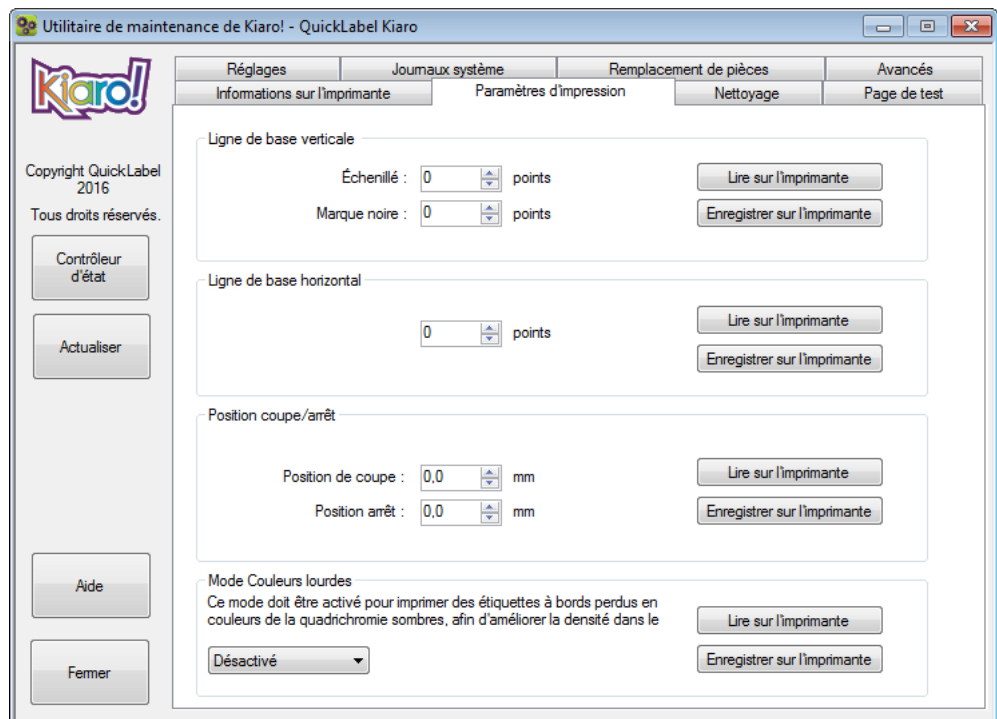 Utilitaire de maintenance de Kiaro! - QuickLabel Kiaro
Kiaro!
Copyright QuickLabel
2016
Tous droits réservés.
Contrôleur
d'état
Actualiser
Aide
Fermer
Réglages
Journaux système
Remplacement de pièces
Avancés
Informations sur l'imprimante
Paramètres d'impression
Nettoyage
Page de test
Ligne de base verticale
Échenillé : 0 points
Lire sur l'imprimante
Marque noire : 0 points
Enregistrer sur l'imprimante
Ligne de base horizontal
0 points
Lire sur l'imprimante
Enregistrer sur l'imprimante
Position coupe/arrêt
Position de coupe : 0,0 mm
Lire sur l'imprimante
Position arrêt : 0,0 mm
Enregistrer sur l'imprimante
Mode Couleurs lourdes
Ce mode doit être activé pour imprimer des étiquettes à bords perdus en
couleurs de la quadrichromie sombres, afin d'améliorer la densité dans le
Lire sur l'imprimante
Désactivé
Enregistrer sur l'imprimante